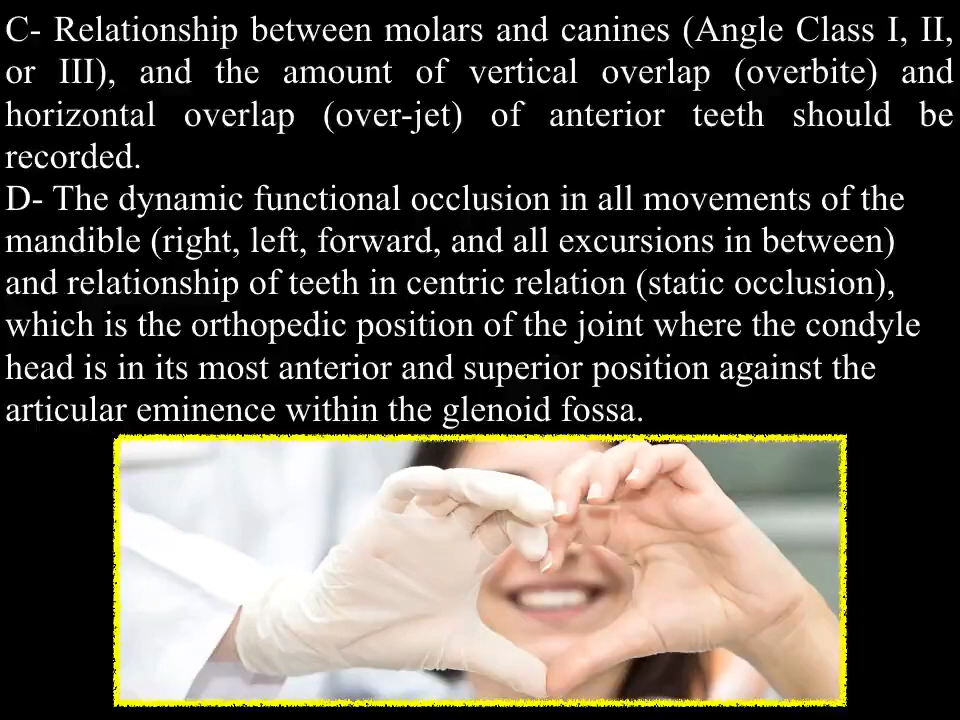 C- Relationship between molars and canines (Angle Class I, II,
or III), and the amount of vertical overlap (overbite) and
horizontal overlap (over-jet) of anterior teeth should be
recorded.
D- The dynamic functional occlusion in all movements of the
mandible (right, left, forward, and all excursions in between)
and relationship of teeth in centric relation (static occlusion),
which is the orthopedic position of the joint where the condyle
head is in its most anterior and superior position against the
articular eminence within the glenoid fossa.